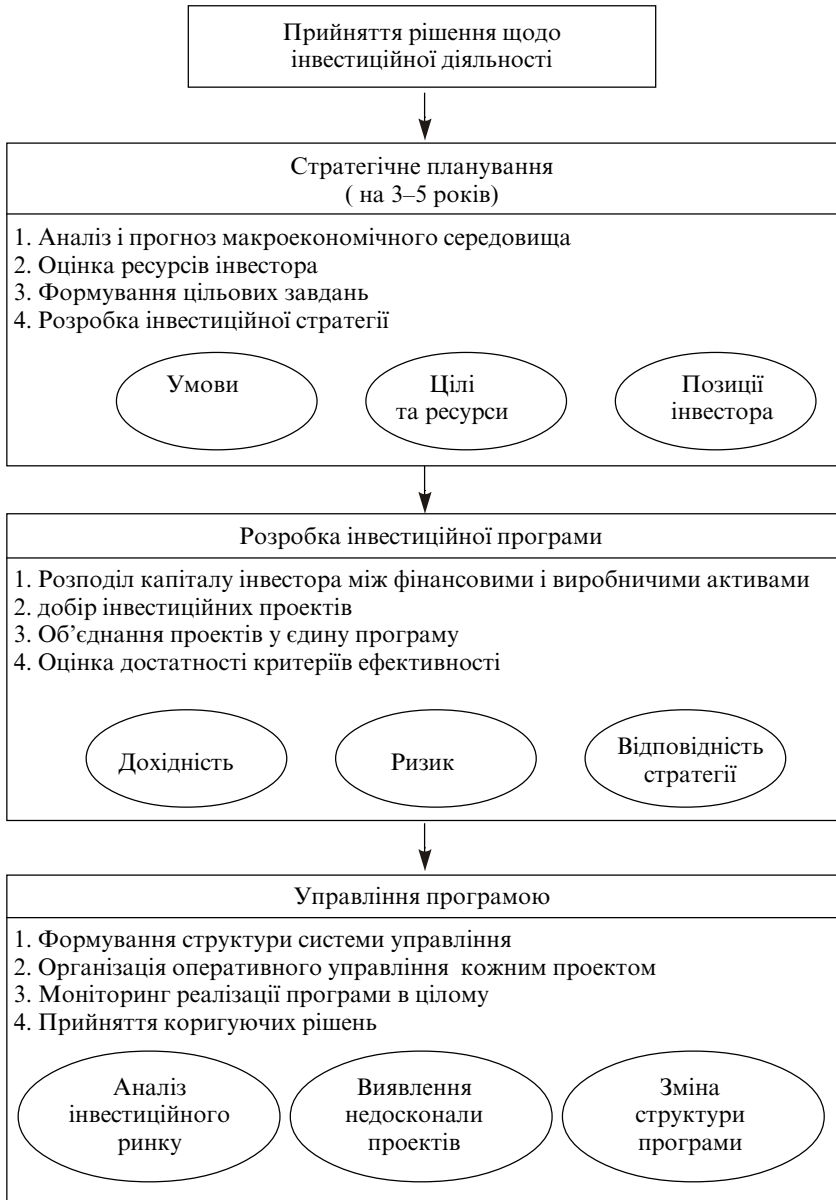 Прийняття рішення щодо
інвестиційної діяльності
Стратегічне планування
( на 3–5 років)
1. Аналіз і прогноз макроекономічного середовища
2. Оцінка ресурсів інвестора
3. Формування цільових завдань
4. Розробка інвестиційної стратегії
Умови
Цілі
та ресурси
Позиції
інвестора
Розробка інвестиційної програми
1. Розподіл капіталу інвестора між фінансовими і виробничими активами
2. добір інвестиційних проектів
3. Об’єднання проектів у єдину програму
4. Оцінка достатності критеріїв ефективності
Дохідність
Ризик
Відповідність
стратегії
Управління програмою
1. Формування структури системи управління
2. Організація оперативного управління кожним проектом
3. Моніторинг реалізації програми в цілому
4. Прийняття коригуючих рішень
Аналіз
інвестиційного
ринку
Виявлення
недосконали
проектів
Зміна
структури
програми